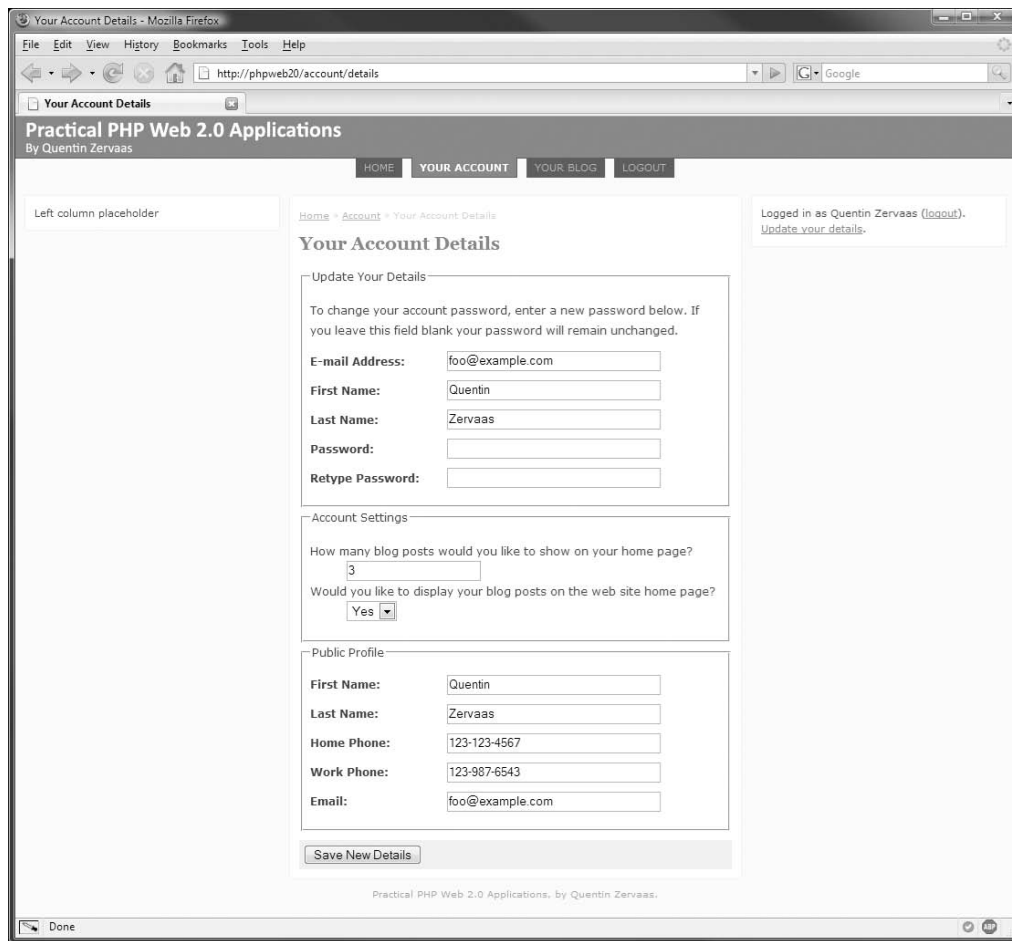 Your Account Details - Mozilla Firefox
File Edit View History Bookmarks Tools Help
http://phpweb20/account/details
Google
Your Account Details
Practical PHP Web 2.0 Applications
By Quentin Zervaas
HOME YOUR ACCOUNT YOUR BLOG LOGOUT
Left column placeholder
Home » Account » Your Account Details
Logged in as Quentin Zervaas (logout).
Update your details.
Your Account Details
Update Your Details
To change your account password, enter a new password below. If
you leave this field blank your password will remain unchanged.
E-mail Address: foo@example.com
First Name: Quentin
Last Name: Zervaas
Password:
Retype Password:
Account Settings
How many blog posts would you like to show on your home page?
3
Would you like to display your blog posts on the web site home page?
Yes
Public Profile
First Name: Quentin
Last Name: Zervaas
Home Phone: 123-123-4567
Work Phone: 123-987-6543
Email: foo@example.com
Save New Details
Practical PHP Web 2.0 Applications, by Quentin Zervaas.
Done
ABP